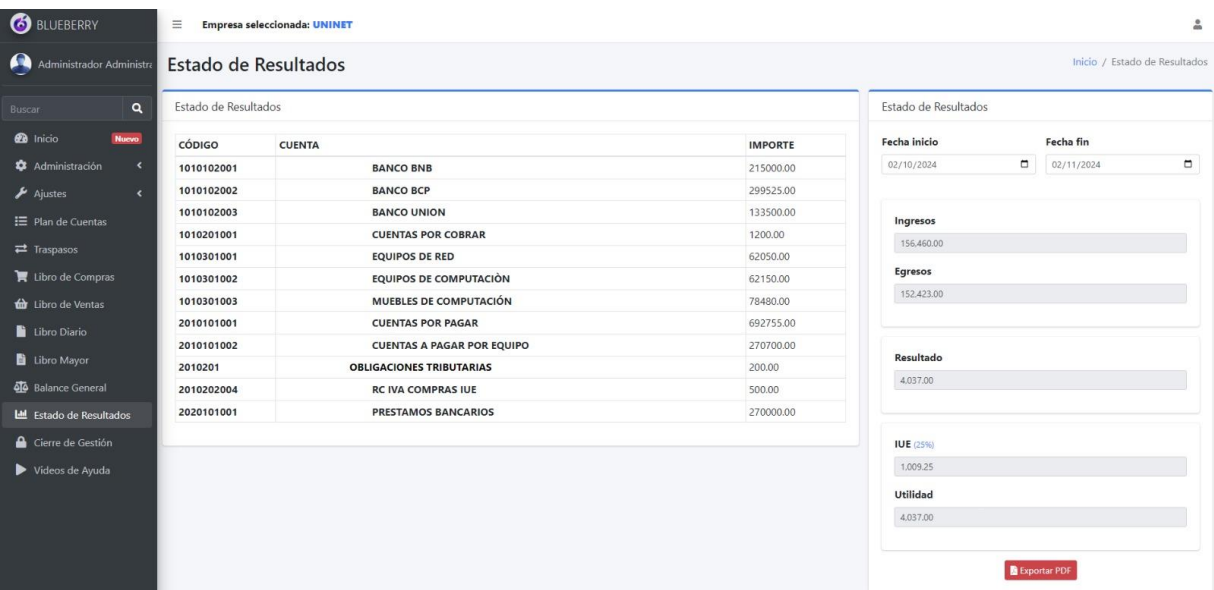 BLUEBERRY
Empresa seleccionada: UNINET
Administrador Administra
Buscar
Inicio Nuevo
Administración
Ajustes
Plan de Cuentas
Traspasos
Libro de Compras
Libro de Ventas
Libro Diario
Libro Mayor
Balance General
Estado de Resultados
Cierre de Gestión
Videos de Ayuda
Estado de Resultados
Inicio / Estado de Resultados
Estado de Resultados
CÓDIGO CUENTA IMPORTE
1010102001 BANCO BNB 215000.00
1010102002 BANCO BCP 299525.00
1010102003 BANCO UNION 133500.00
1010201001 CUENTAS POR COBRAR 1200.00
1010301001 EQUIPOS DE RED 62050.00
1010301002 EQUIPOS DE COMPUTACIÒN 62150.00
1010301003 MUEBLES DE COMPUTACIÓN 78480.00
2010101001 CUENTAS POR PAGAR 692755.00
2010101002 CUENTAS A PAGAR POR EQUIPO 270700.00
2010201 OBLIGACIONES TRIBUTARIAS 200.00
2010202004 RC IVA COMPRAS IUE 500.00
2020101001 PRESTAMOS BANCARIOS 270000.00
Estado de Resultados
Fecha inicio Fecha fin
02/10/2024 02/11/2024
Ingresos
156,460.00
Egresos
152,423.00
Resultado
4,037.00
IUE (25%)
1,009.25
Utilidad
4,037.00
Exportar PDF